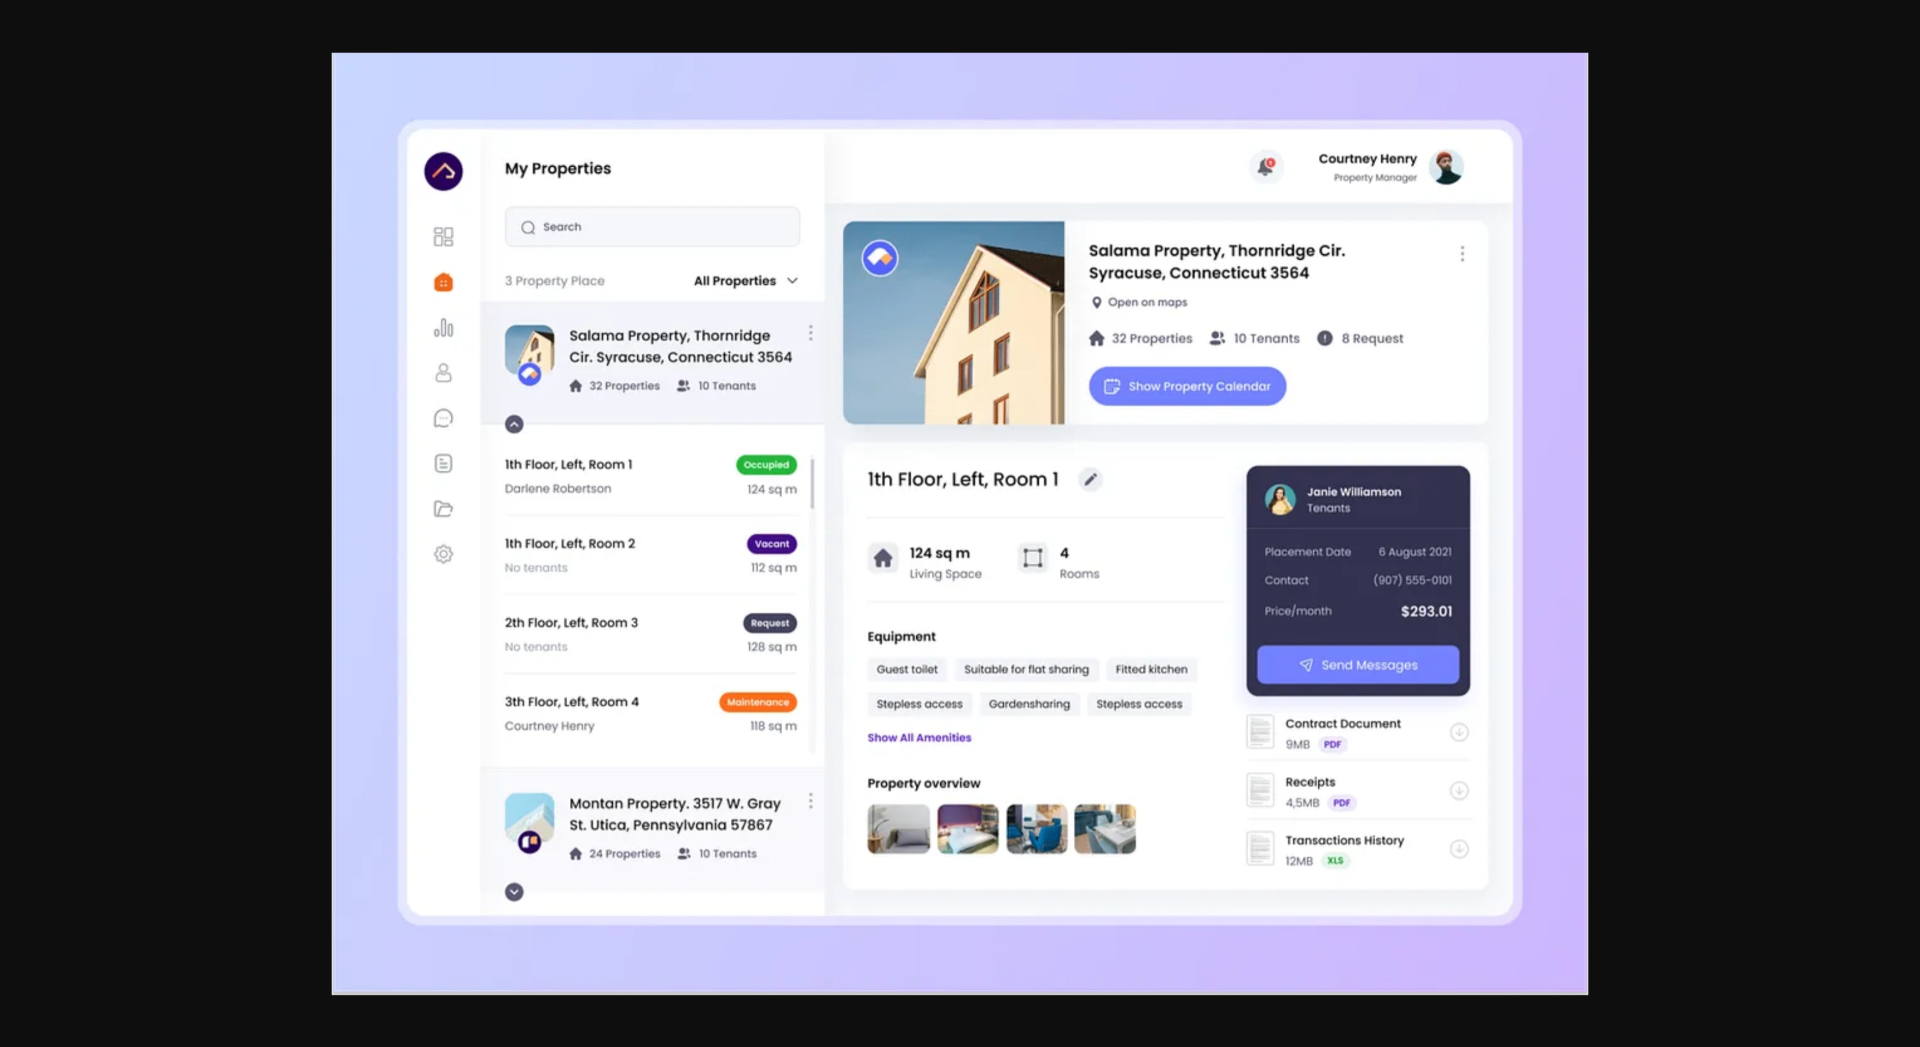 My Properties
Search
3 Property Place
All Properties
Salama Property, Thornridge
Cir. Syracuse, Connecticut 3564
32 Properties
10 Tenants
1th Floor, Left, Room 1
Occupied
Darlene Robertson
124 sq m
1th Floor, Left, Room 2
Vacant
No tenants
112 sq m
2th Floor, Left, Room 3
Request
No tenants
128 sq m
3th Floor, Left, Room 4
Maintenance
Courtney Henry
118 sq m
Montan Property. 3517 W. Gray
St. Utica, Pennsylvania 57867
24 Properties
10 Tenants
Courtney Henry
Property Manager
Salama Property, Thornridge Cir.
Syracuse, Connecticut 3564
Open on maps
32 Properties
10 Tenants
8 Request
Show Property Calendar
1th Floor, Left, Room 1
124 sq m
Living Space
4
Rooms
Equipment
Guest toilet
Suitable for flat sharing
Fitted kitchen
Stepless access
Gardensharing
Stepless access
Show All Amenities
Property overview
Janie Williamson
Tenants
Placement Date
6 August 2021
Contact
(907) 555-0101
Price/month
$293.01
Send Messages
Contract Document
9MB
PDF
Receipts
4,5MB
PDF
Transactions History
12MB
XLS